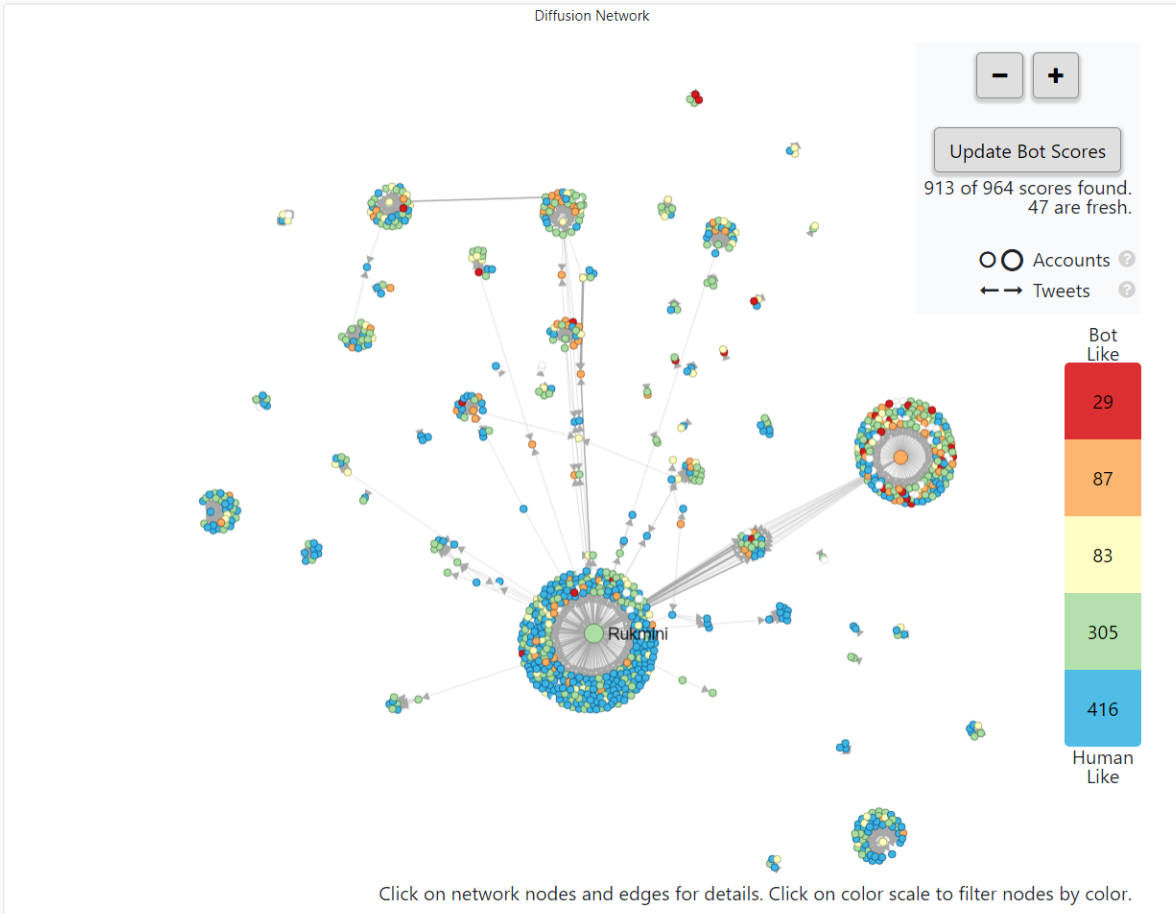 Diffusion Network
−
+
Update Bot Scores
913 of 964 scores found.
47 are fresh.
Accounts ?
Tweets ?
Bot
Like
29
87
83
305
416
Human
Like
Rukmini
Click on network nodes and edges for details. Click on color scale to filter nodes by color.